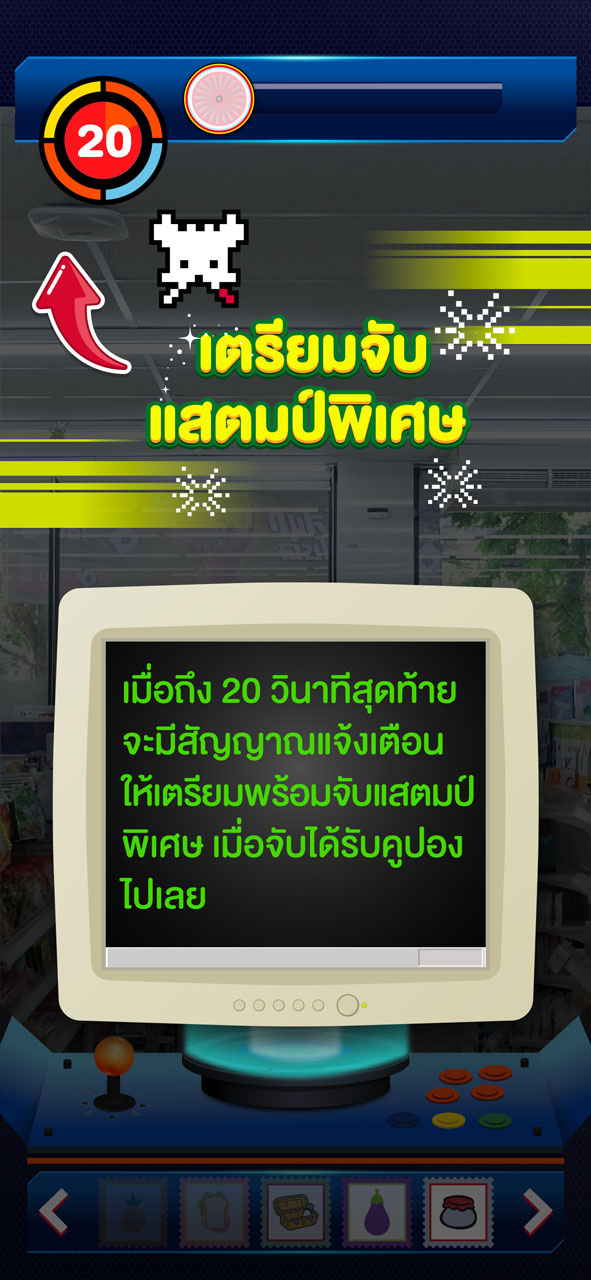 20
เตรียมจับ
แสตมป์พิเศษ
เมื่อถึง 20 วินาทีสุดท้าย
จะมีสัญญาณแจ้งเตือน
ให้เตรียมพร้อมจับแสตมป์
พิเศษ เมื่อจับได้รับคูปอง
ไปเลย